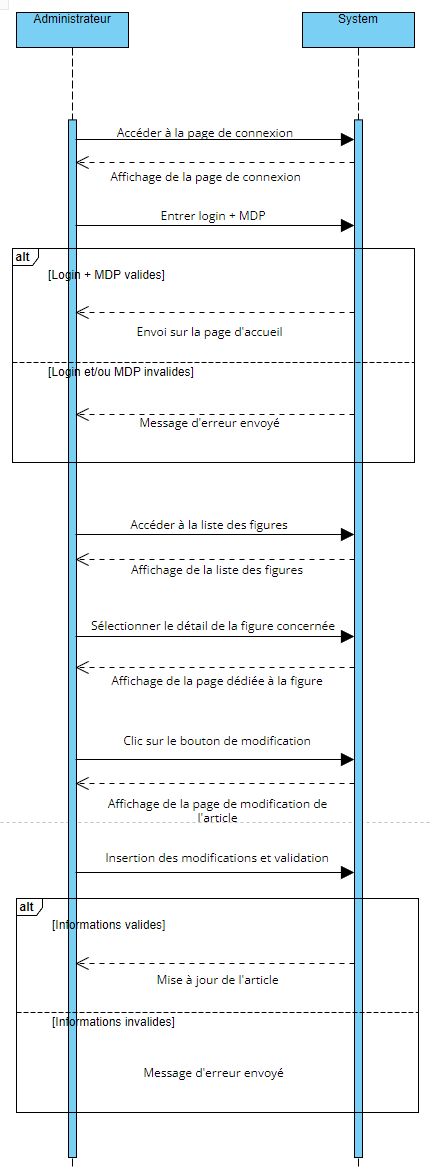 Administrateur
System
Accéder à la page de connexion
Affichage de la page de connexion
Entrer login + MDP
alt
[Login + MDP valides]
Envoi sur la page d'accueil
[Login et/ou MDP invalides]
Message d'erreur envoyé
Accéder à la liste des figures
Affichage de la liste des figures
Sélectionner le détail de la figure concernée
Affichage de la page dédiée à la figure
Clic sur le bouton de modification
Affichage de la page de modification de
l'article
Insertion des modifications et validation
alt
[Informations valides]
Mise à jour de l'article
[Informations invalides]
Message d'erreur envoyé